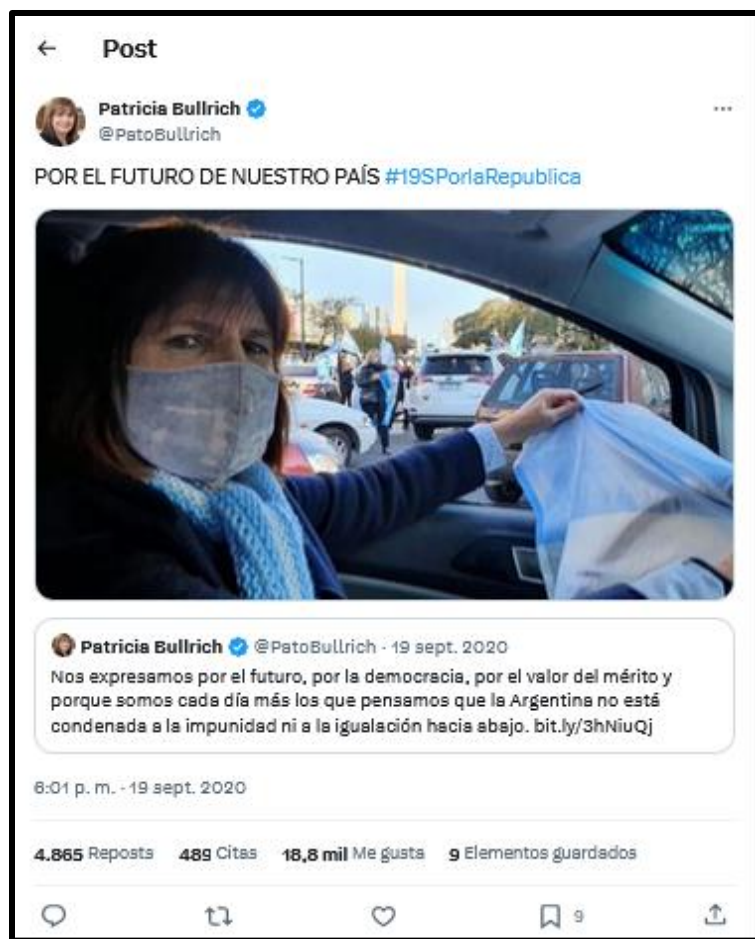 Post
Patricia Bullrich
@PatoBullrich
POR EL FUTURO DE NUESTRO PAÍS #19SPorlaRepublica
Patricia Bullrich @PatoBullrich · 19 sept. 2020
Nos expresamos por el futuro, por la democracia, por el valor del mérito y
porque somos cada día más los que pensamos que la Argentina no está
condenada a la impunidad ni a la igualación hacia abajo. bit.ly/3hNiuQj
6:01 p. m. · 19 sept. 2020
4.865 Reposts 489 Citas 18,8 mil Me gusta 9 Elementos guardados
9